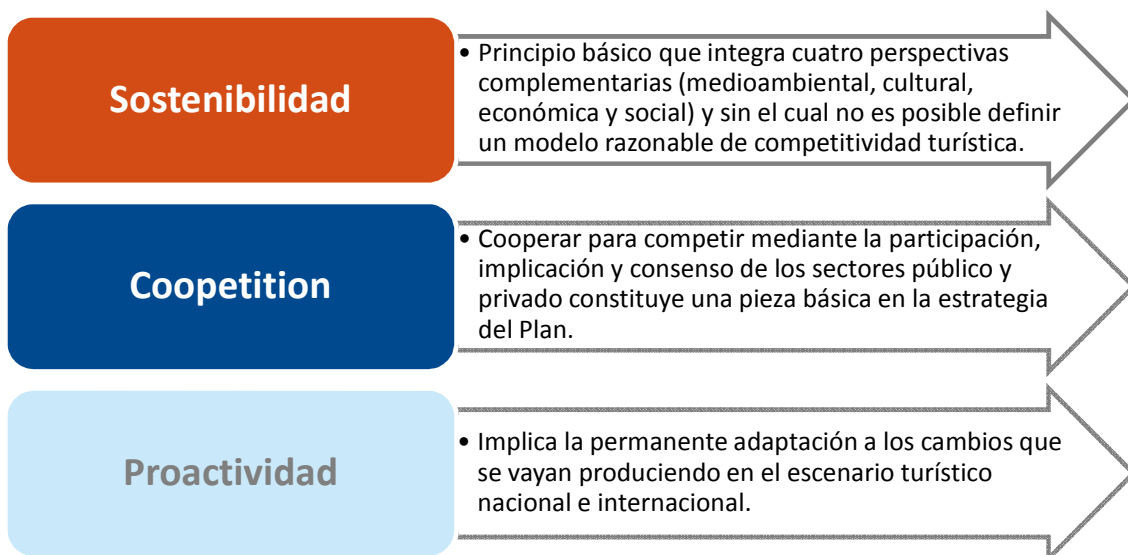 Sostenibilidad
• Principio básico que integra cuatro perspectivas
complementarias (medioambiental, cultural,
económica y social) y sin el cual no es posible definir
un modelo razonable de competitividad turística.
Coopetition
• Cooperar para competir mediante la participación,
implicación y consenso de los sectores público y
privado constituye una pieza básica en la estrategia
del Plan.
Proactividad
• Implica la permanente adaptación a los cambios que
se vayan produciendo en el escenario turístico
nacional e internacional.